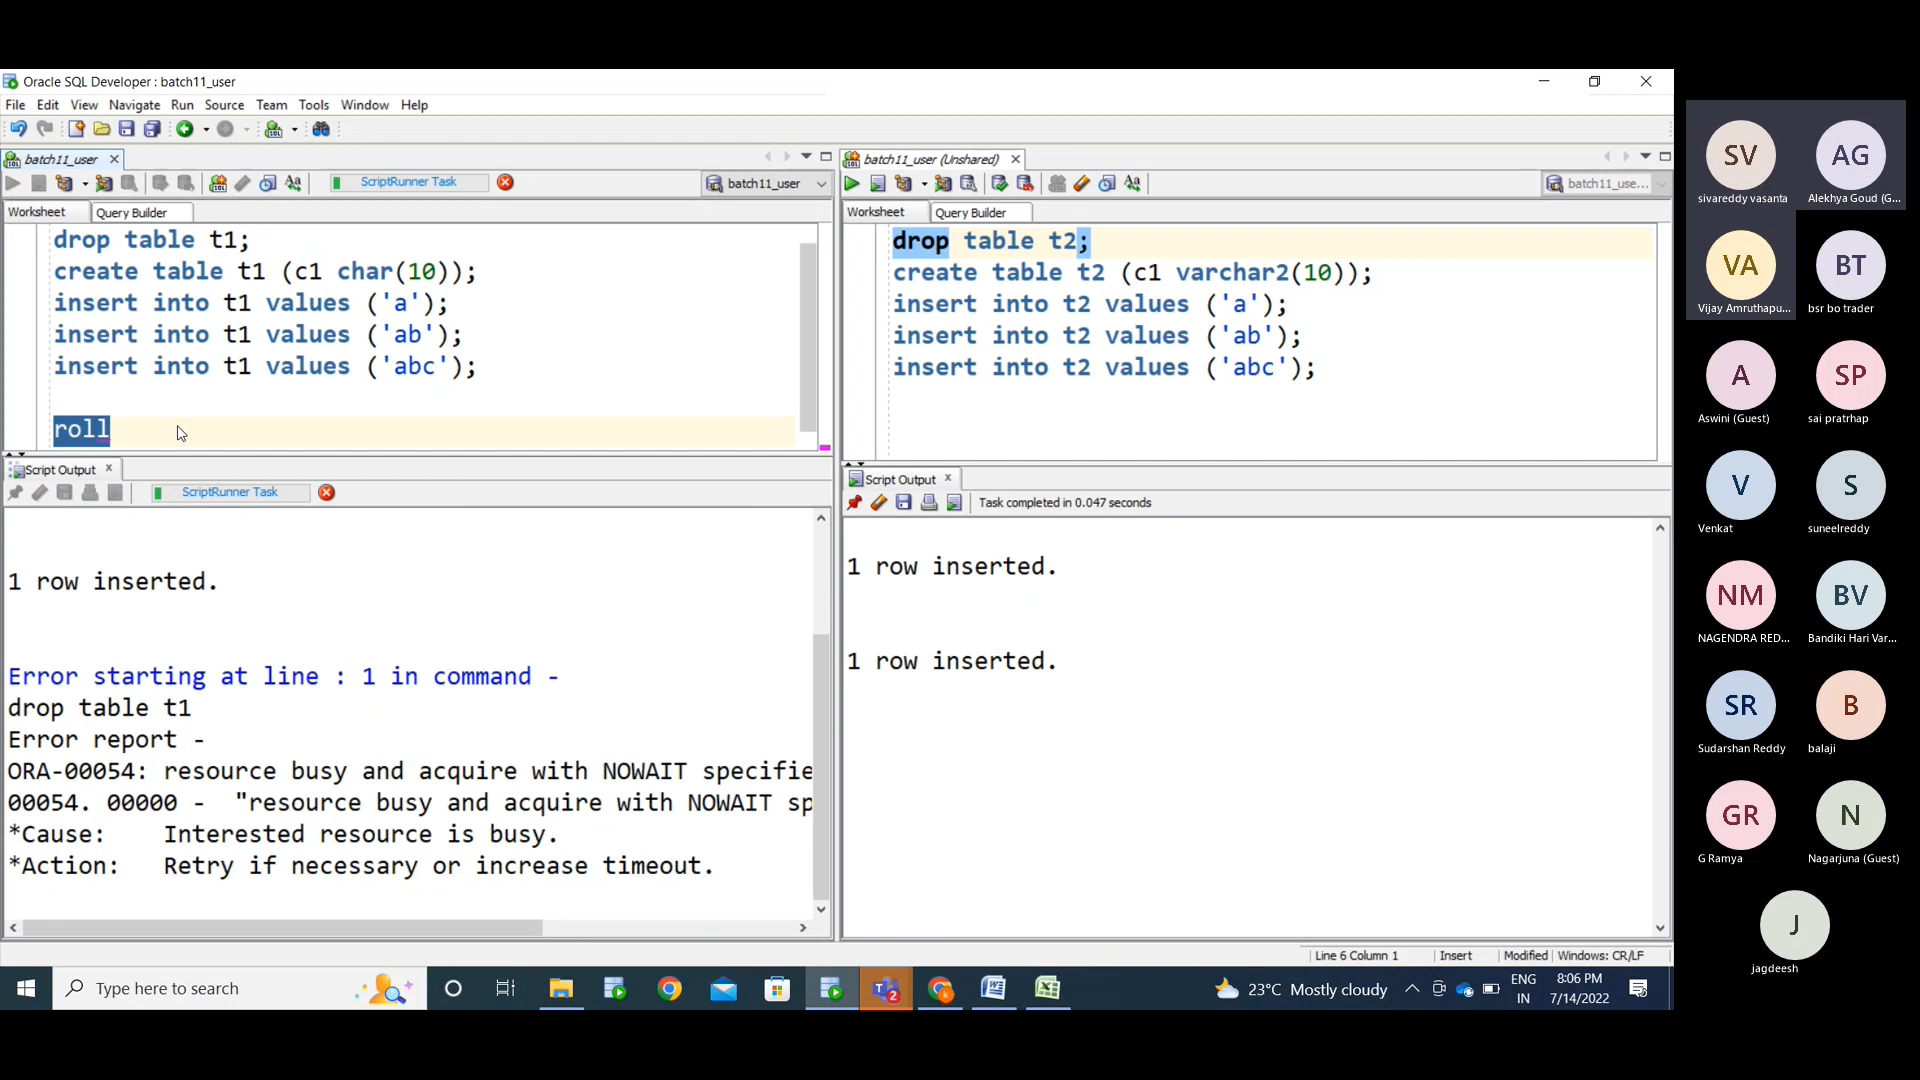 Oracle SQL Developer : batch11_user
File Edit View Navigate Run Source Team Tools Window Help
batch11_user
ScriptRunner Task
batch11_user
Worksheet Query Builder
drop table t1;
create table t1 (c1 char(10));
insert into t1 values ('a');
insert into t1 values ('ab');
insert into t1 values ('abc');
roll
Script Output
ScriptRunner Task
1 row inserted.
Error starting at line : 1 in command -
drop table t1
Error report -
ORA-00054: resource busy and acquire with NOWAIT specifie
00054. 00000 - "resource busy and acquire with NOWAIT sp
*Cause: Interested resource is busy.
*Action: Retry if necessary or increase timeout.
batch11_user (Unshared)
batch11_use...
Worksheet Query Builder
drop table t2;
create table t2 (c1 varchar2(10));
insert into t2 values ('a');
insert into t2 values ('ab');
insert into t2 values ('abc');
Script Output
Task completed in 0.047 seconds
1 row inserted.
1 row inserted.
Line 6 Column 1 Insert Modified Windows: CR/LF
Type here to search
23°C Mostly cloudy
ENG
IN
8:06 PM
7/14/2022
SV AG
sivareddy vasanta Alekhya Goud (G...
VA BT
Vijay Amruthapu... bsr bo trader
A SP
Aswini (Guest) sai pratrhap
V S
Venkat suneelreddy
NM BV
NAGENDRA RED... Bandiki Hari Var...
SR B
Sudarshan Reddy balaji
GR N
G Ramya Nagarjuna (Guest)
J
jagdeesh